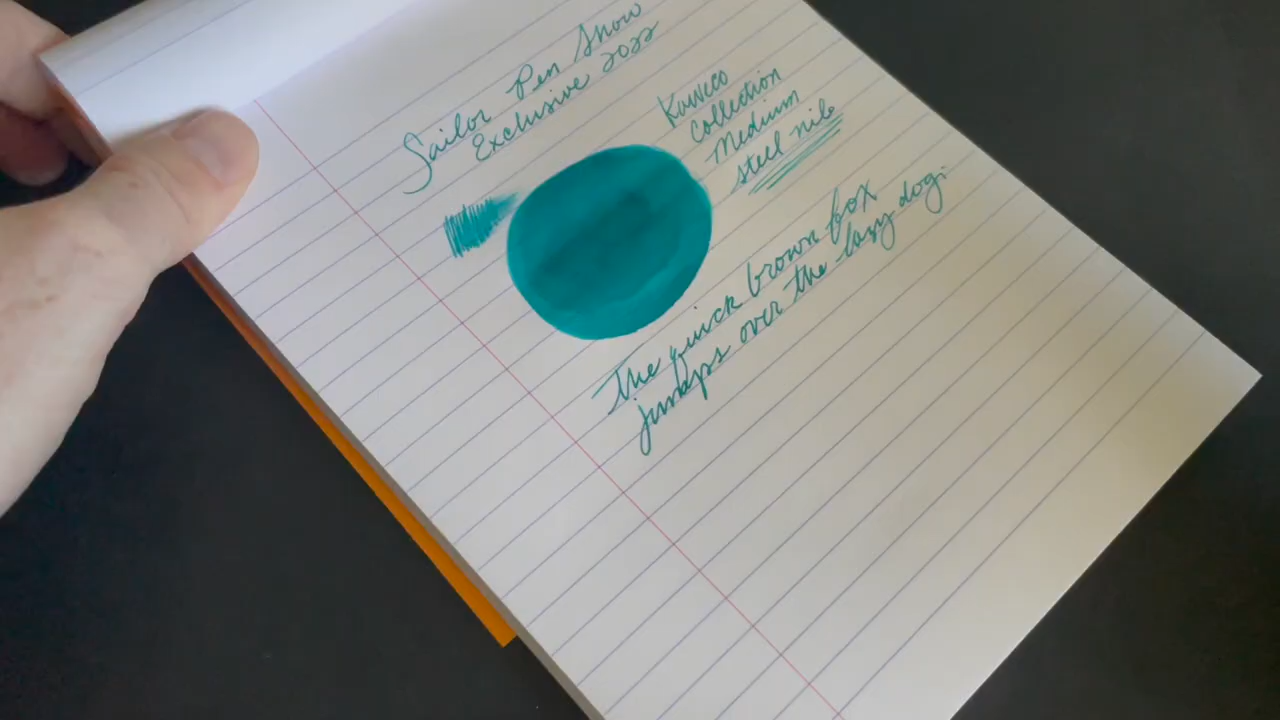 Sailor Pen Show
Exclusive 2022
Kaweco
Collection
Medium
steel nib
The quick brown fox
jumps over the lazy dog.